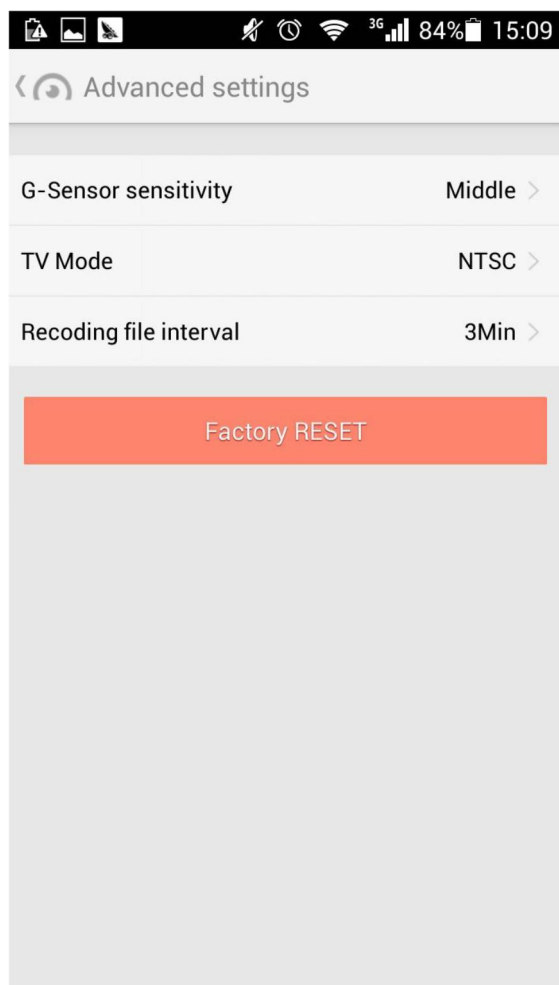 3G 84% 15:09
Advanced settings
G-Sensor sensitivity Middle
TV Mode NTSC
Recoding file interval 3Min
Factory RESET